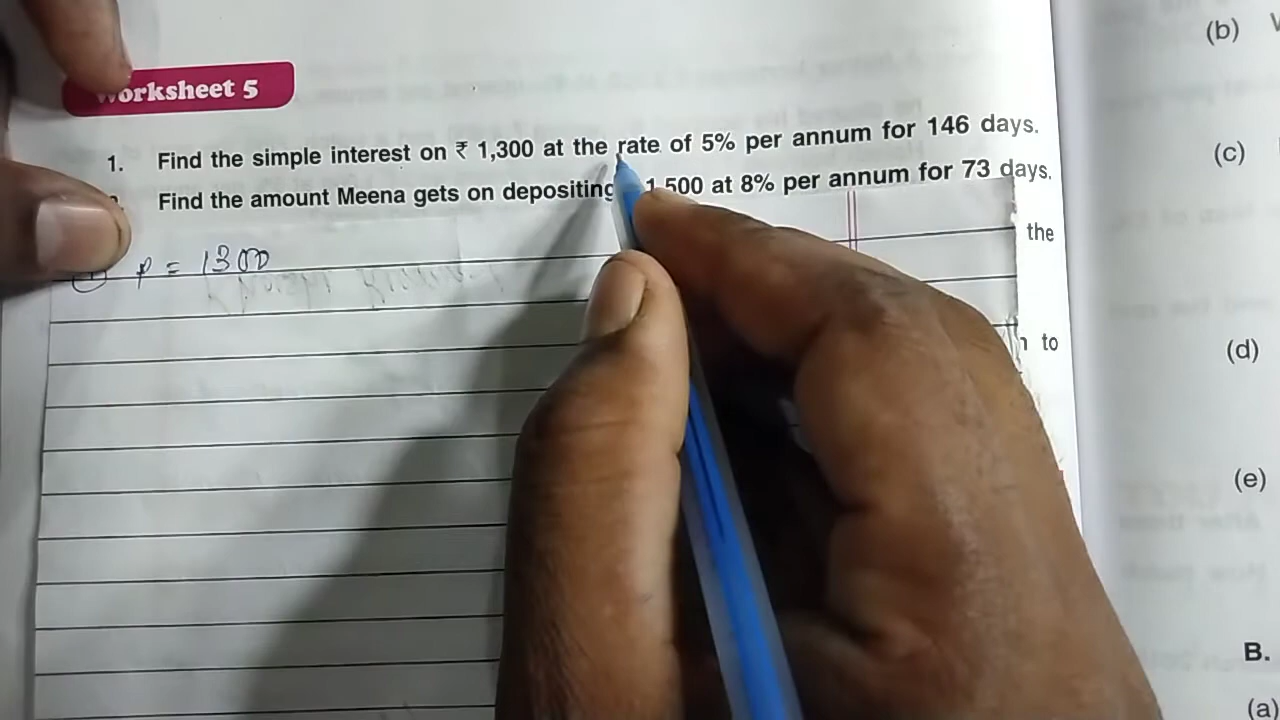 Worksheet 5
1. Find the simple interest on ₹ 1,300 at the rate of 5% per annum for 146 days.
Find the amount Meena gets on depositing 1,500 at 8% per annum for 73 days.
the
① P = 1300
to
(b)
(c)
(d)
(e)
B.
(a)